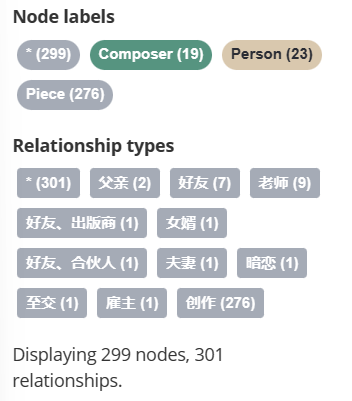 Node labels
* (299) Composer (19) Person (23)
Piece (276)
Relationship types
* (301) 父亲 (2) 好友 (7) 老师 (9)
好友、出版商 (1) 女婿 (1)
好友、合伙人 (1) 夫妻 (1) 暗恋 (1)
至交 (1) 雇主 (1) 创作 (276)
Displaying 299 nodes, 301
relationships.